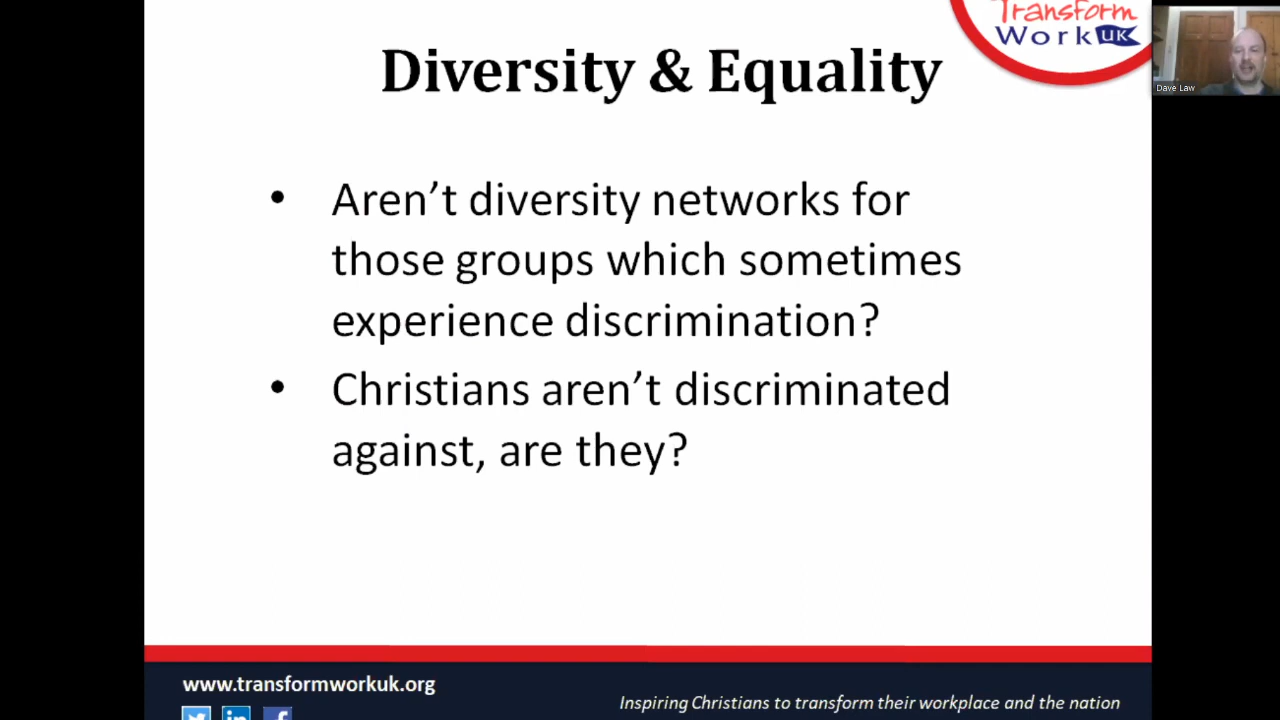 Transform
Work UK
Dave Law
Diversity & Equality
• Aren’t diversity networks for
those groups which sometimes
experience discrimination?
• Christians aren’t discriminated
against, are they?
www.transformworkuk.org
Inspiring Christians to transform their workplace and the nation